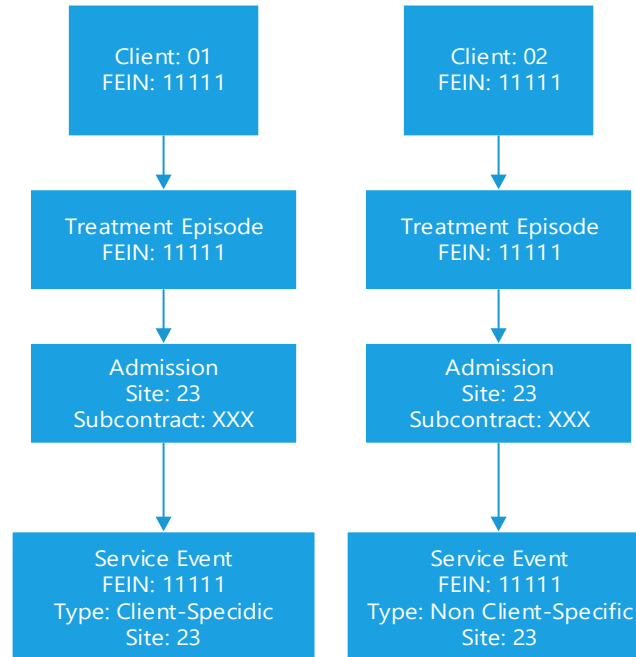 Client: 01
FEIN: 11111
Treatment Episode
FEIN: 11111
Admission
Site: 23
Subcontract: XXX
Service Event
FEIN: 11111
Type: Client-Specidic
Site: 23
Client: 02
FEIN: 11111
Treatment Episode
FEIN: 11111
Admission
Site: 23
Subcontract: XXX
Service Event
FEIN: 11111
Type: Non Client-Specific
Site: 23